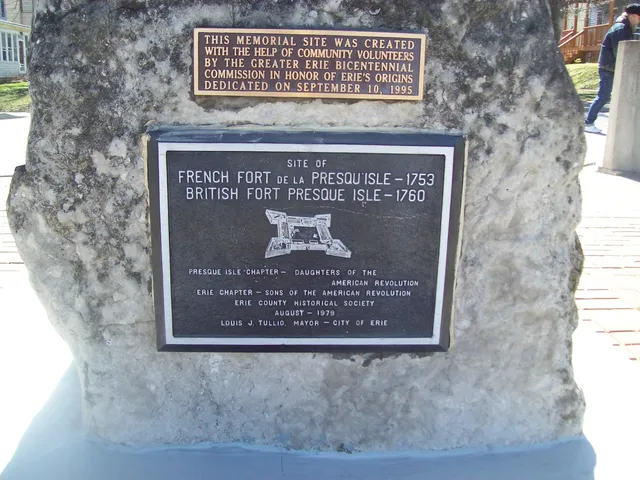 THIS MEMORIAL SITE WAS CREATED
WITH THE HELP OF COMMUNITY VOLUNTEERS
BY THE GREATER ERIE BICENTENNIAL
COMMISSION IN HONOR OF ERIE'S ORIGINS
DEDICATED ON SEPTEMBER 10, 1995
SITE OF
FRENCH FORT DE LA PRESQU'ISLE – 1753
BRITISH FORT PRESQUE ISLE – 1760
PRESQUE ISLE CHAPTER – DAUGHTERS OF THE
AMERICAN REVOLUTION
ERIE CHAPTER – SONS OF THE AMERICAN REVOLUTION
ERIE COUNTY HISTORICAL SOCIETY
AUGUST – 1979
LOUIS J. TULLIO, MAYOR – CITY OF ERIE